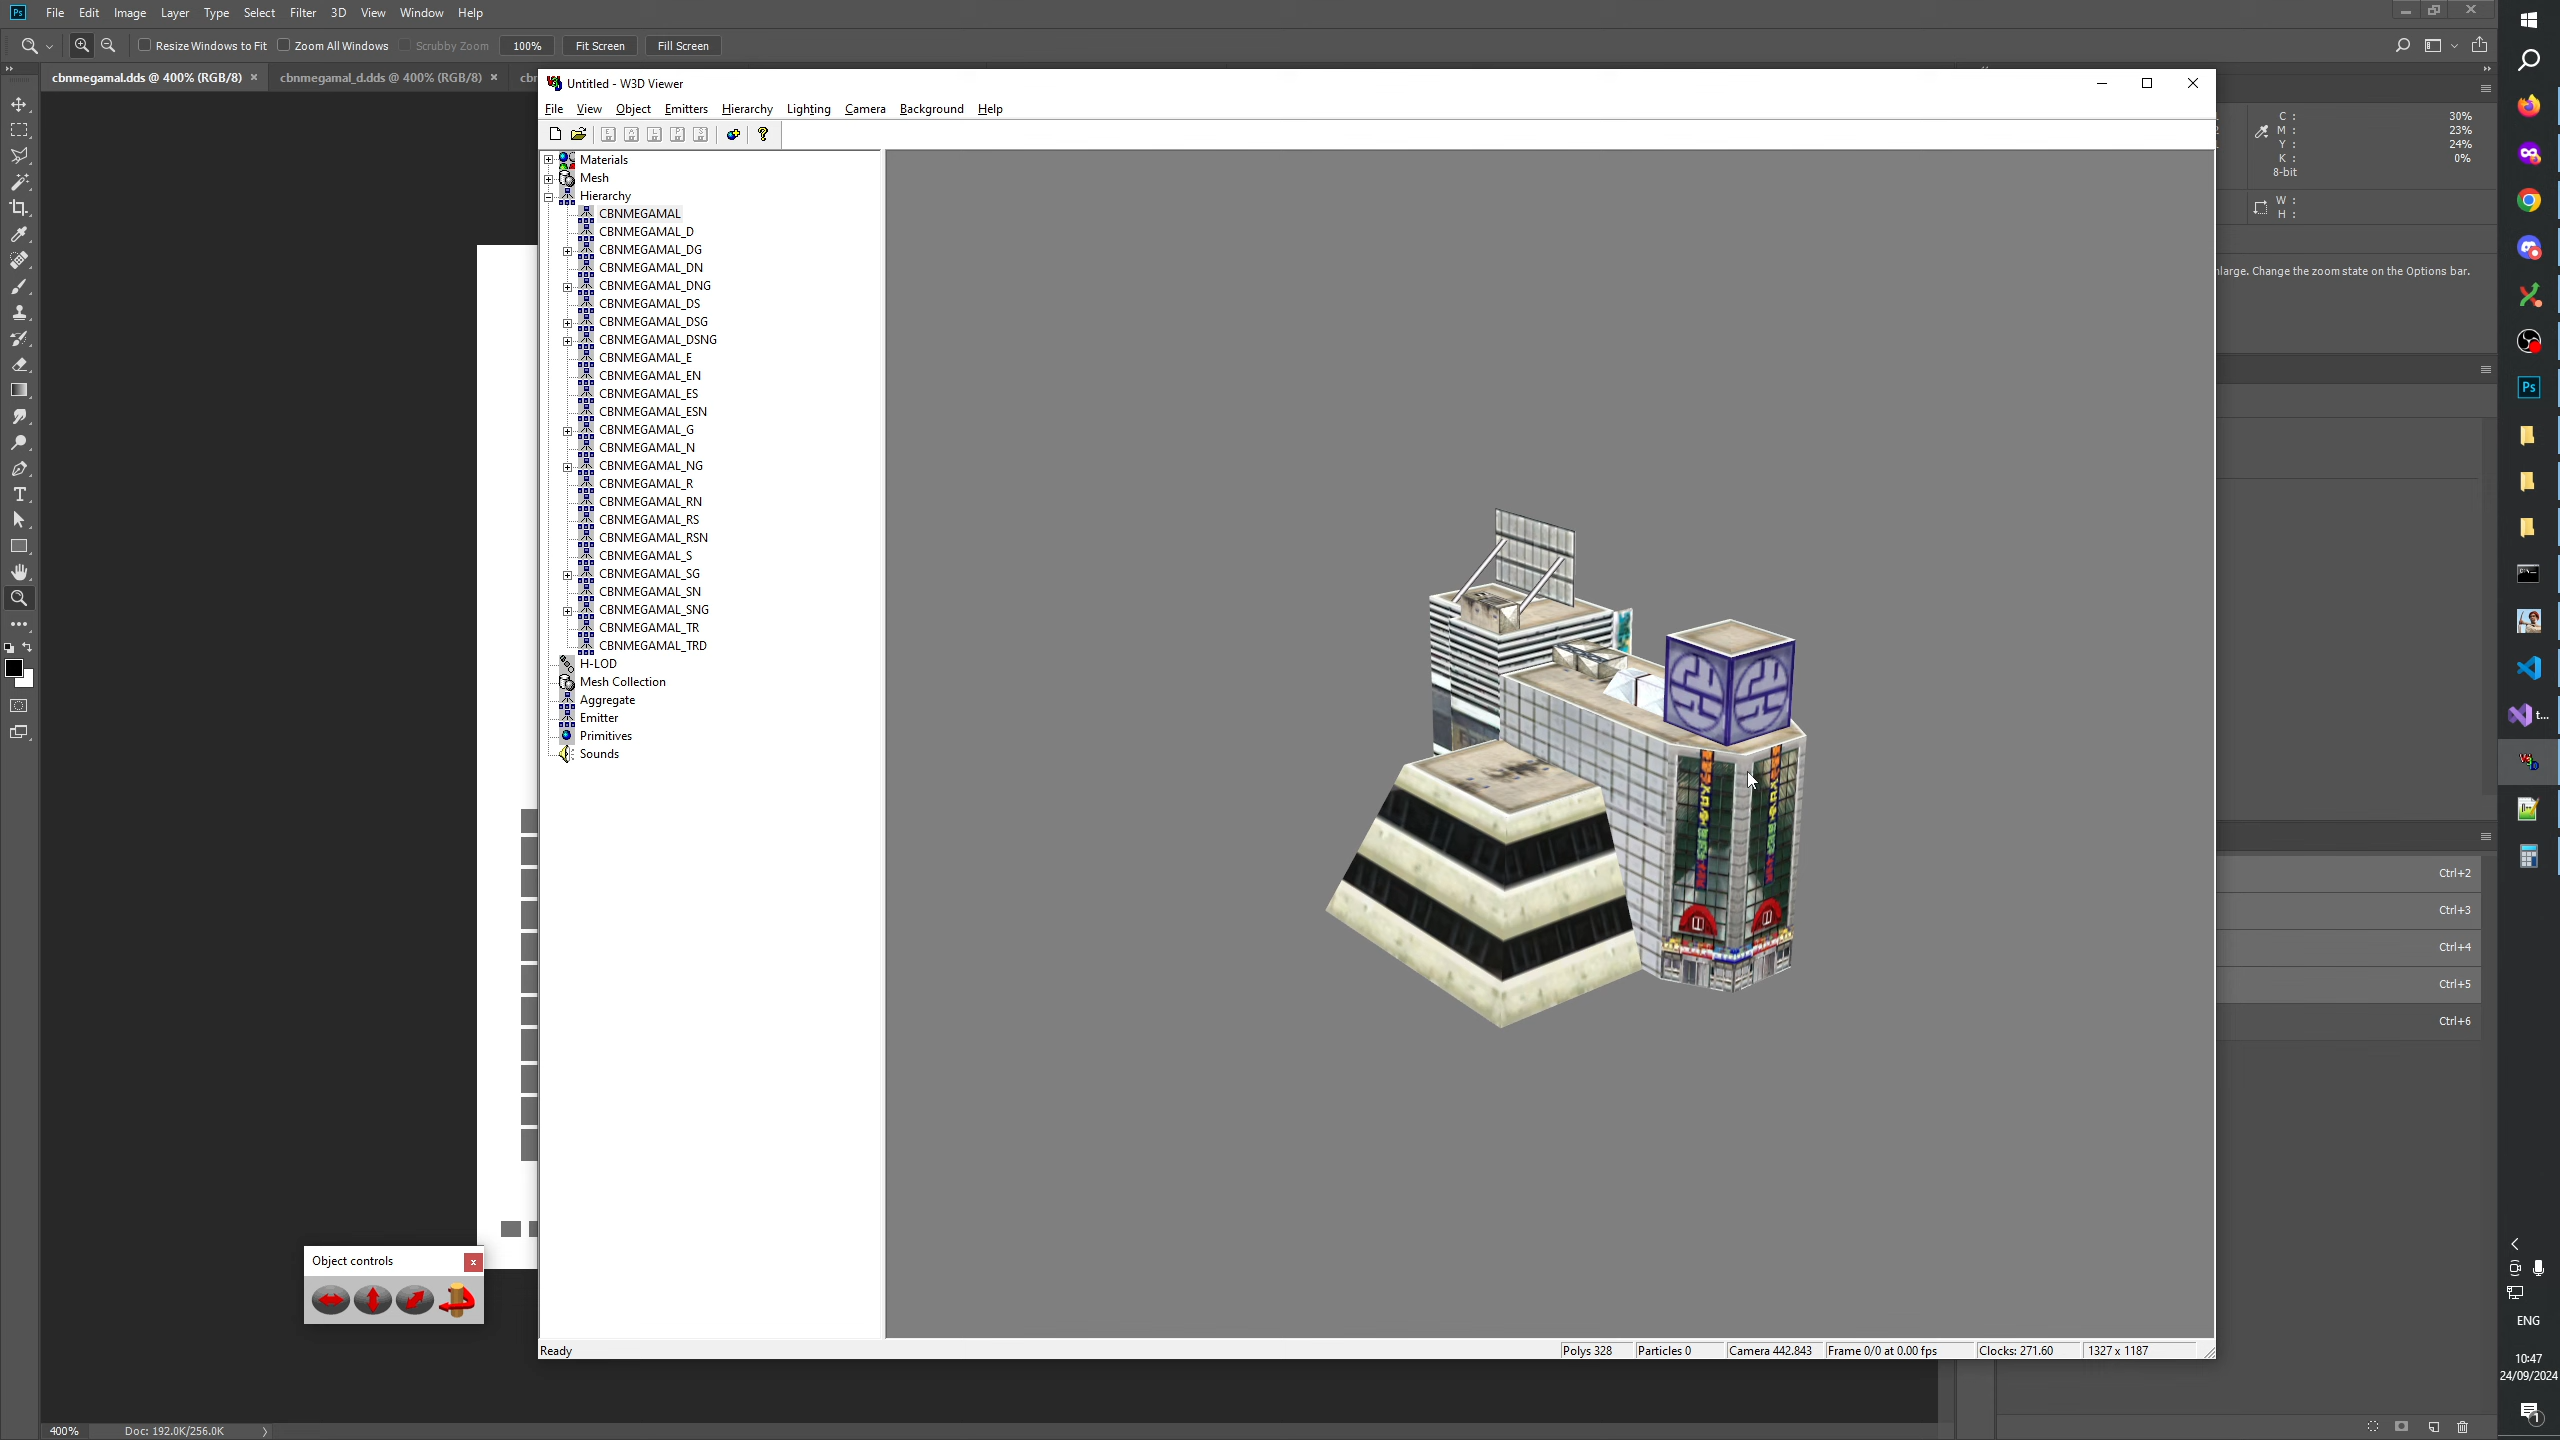 File Edit Image Layer Type Select Filter 3D View Window Help
Resize Windows to Fit Zoom All Windows Scrubby Zoom 100% Fit Screen Fill Screen
cbnmegamal.dds @ 400% (RGB/8) × cbnmegamal_d.dds @ 400% (RGB/8) ×
Untitled - W3D Viewer
File View Object Emitters Hierarchy Lighting Camera Background Help
Materials
Mesh
Hierarchy
CBNMEGAMAL
CBNMEGAMAL_D
CBNMEGAMAL_DG
CBNMEGAMAL_DN
CBNMEGAMAL_DNG
CBNMEGAMAL_DS
CBNMEGAMAL_DSG
CBNMEGAMAL_DSNG
CBNMEGAMAL_E
CBNMEGAMAL_EN
CBNMEGAMAL_ES
CBNMEGAMAL_ESN
CBNMEGAMAL_G
CBNMEGAMAL_N
CBNMEGAMAL_NG
CBNMEGAMAL_R
CBNMEGAMAL_RN
CBNMEGAMAL_RS
CBNMEGAMAL_RSN
CBNMEGAMAL_S
CBNMEGAMAL_SG
CBNMEGAMAL_SN
CBNMEGAMAL_SNG
CBNMEGAMAL_TR
CBNMEGAMAL_TRD
H-LOD
Mesh Collection
Aggregate
Emitter
Primitives
Sounds
Object controls
Ready
Polys 328 Particles 0 Camera 442.843 Frame 0/0 at 0.00 fps Clocks: 271.60 1327 x 1187
400% Doc: 192.0K/256.0K
C : 30%
M : 23%
Y : 24%
K : 0%
8-bit
W :
H :
nlarge. Change the zoom state on the Options bar.
Ctrl+2
Ctrl+3
Ctrl+4
Ctrl+5
Ctrl+6
Ps
t...
ENG
10:47
24/09/2024
1